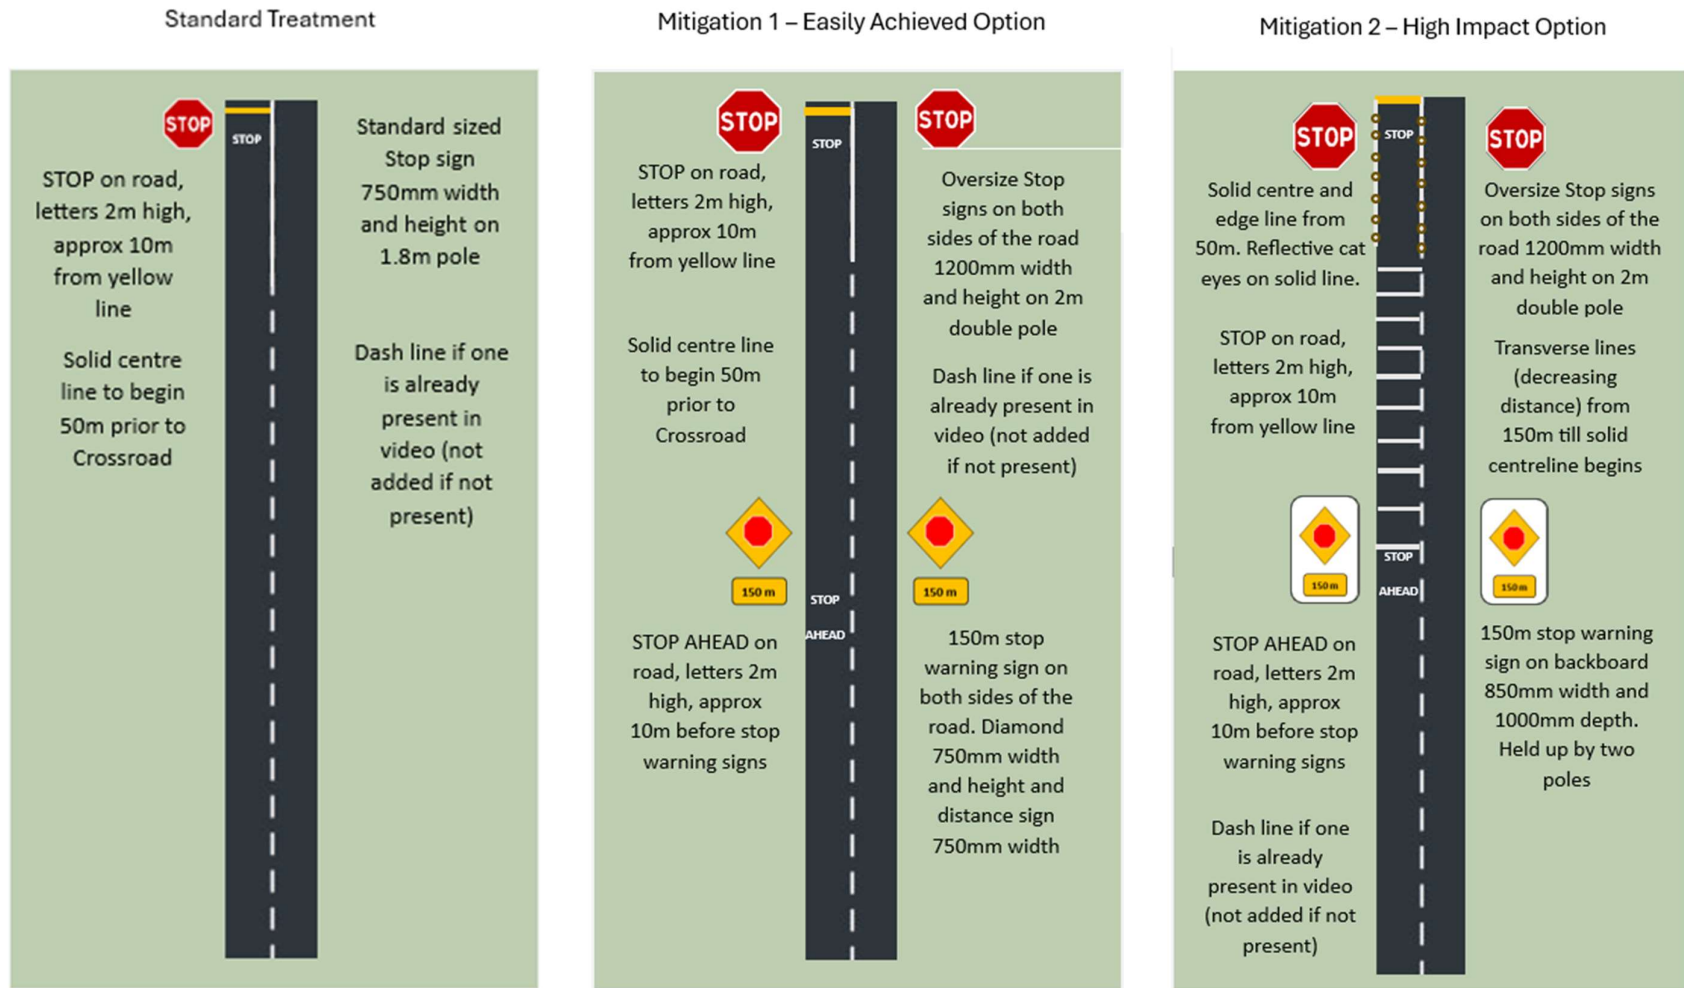 Standard Treatment
STOP
STOP
STOP on road,
letters 2m high,
approx 10m
from yellow
line
Solid centre
line to begin
50m prior to
Crossroad
Standard sized
Stop sign
750mm width
and height on
1.8m pole
Dash line if one
is already
present in
video (not
added if not
present)
Mitigation 1 – Easily Achieved Option
STOP
STOP
STOP
STOP on road,
letters 2m high,
approx 10m
from yellow line
Solid centre line
to begin 50m
prior to
Crossroad
Oversize Stop
signs on both
sides of the road
1200mm width
and height on 2m
double pole
Dash line if one is
already present in
video (not added
if not present)
150 m
150 m
STOP
AHEAD
STOP AHEAD on
road, letters 2m
high, approx
10m before stop
warning signs
150m stop
warning sign on
both sides of the
road. Diamond
750mm width
and height and
distance sign
750mm width
Mitigation 2 – High Impact Option
STOP
STOP
STOP
Solid centre and
edge line from
50m. Reflective cat
eyes on solid line.
STOP on road,
letters 2m high,
approx 10m
from yellow line
Oversize Stop signs
on both sides of the
road 1200mm width
and height on 2m
double pole
Transverse lines
(decreasing
distance) from
150m till solid
centreline begins
150 m
150 m
STOP
AHEAD
STOP AHEAD on
road, letters 2m
high, approx
10m before stop
warning signs
Dash line if one
is already
present in video
(not added if not
present)
150m stop warning
sign on backboard
850mm width and
1000mm depth.
Held up by two
poles